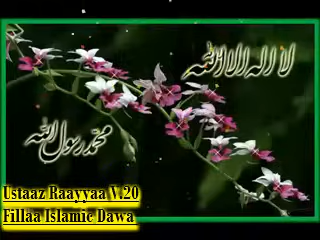 لا اله الا الله
محمد رسول الله
Ustaaz Raayyaa V.20
Fillaa Islamic Dawa